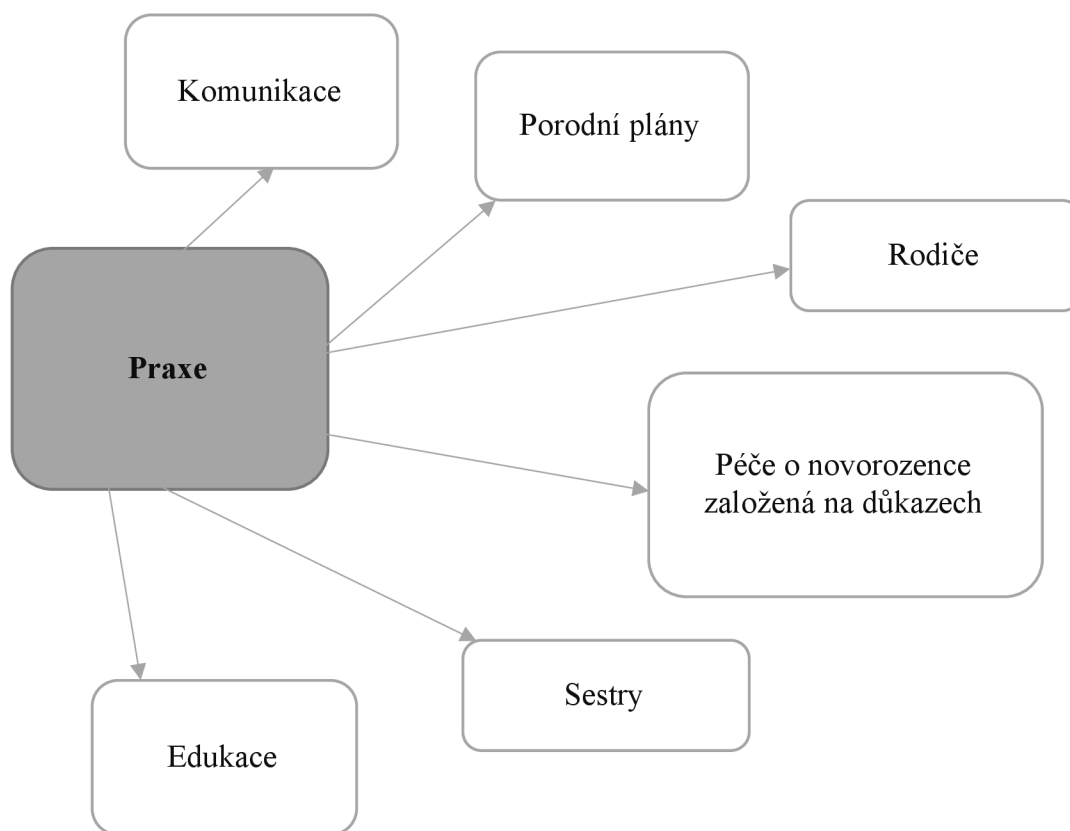 Komunikace
Porodní plány
Rodiče
Praxe
Péče o novorozence
založená na důkazech
Sestry
Edukace